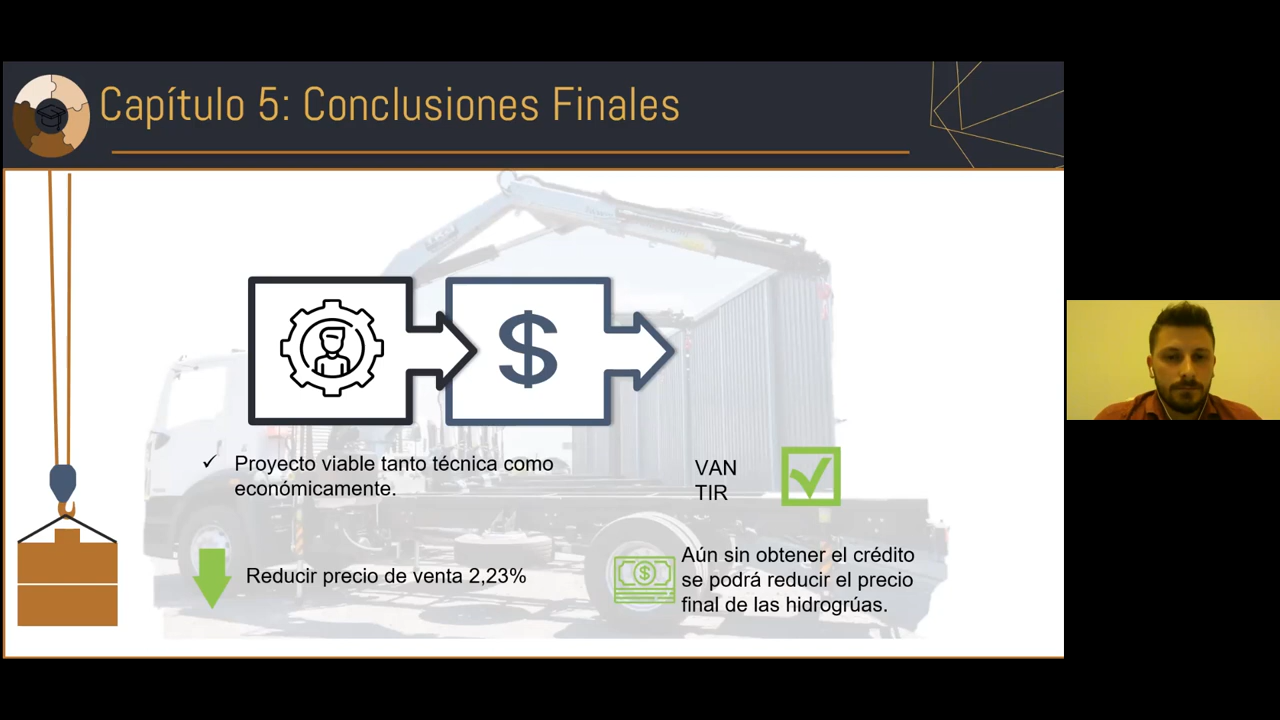 Capítulo 5: Conclusiones Finales
$
✓ Proyecto viable tanto técnica como
económicamente.
VAN
TIR
Reducir precio de venta 2,23%
Aún sin obtener el crédito
se podrá reducir el precio
final de las hidrogrúas.